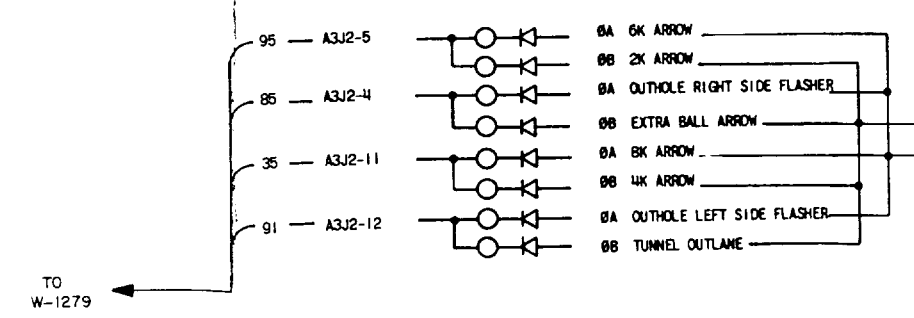 95 — A3J2-5 ØA 6K ARROW
ØB 2K ARROW
85 — A3J2-4 ØA OUTHOLE RIGHT SIDE FLASHER
ØB EXTRA BALL ARROW
35 — A3J2-11 ØA 8K ARROW
ØB 4K ARROW
91 — A3J2-12 ØA OUTHOLE LEFT SIDE FLASHER
ØB TUNNEL OUTLANE
TO
W-1279